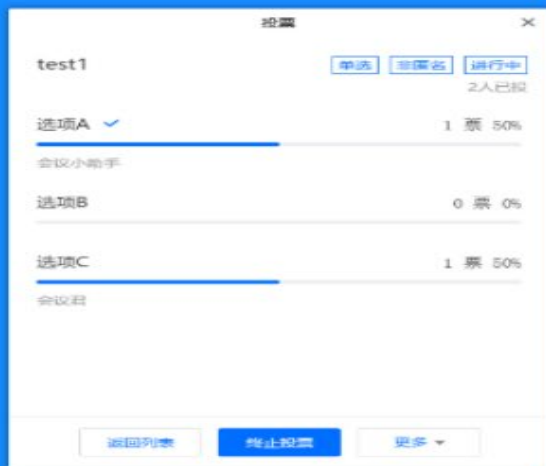 投票
test1 单选 非匿名 进行中
2人已投
选项A 1 票 50%
会议小助手
选项B 0 票 0%
选项C 1 票 50%
会议君
返回列表 终止投票 更多